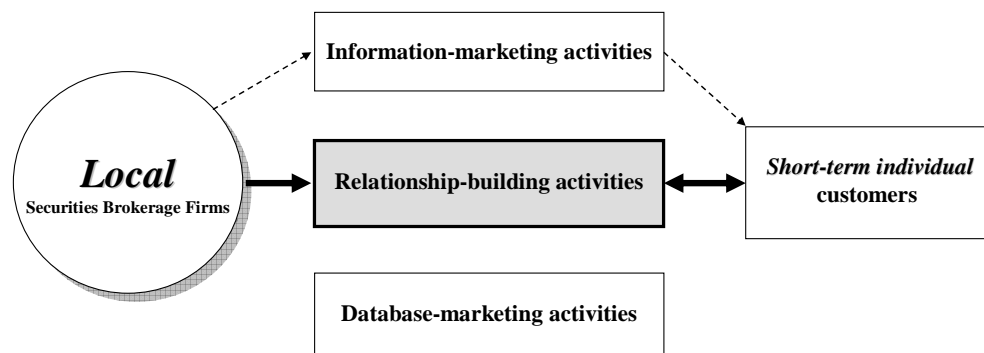 Information-marketing activities
Local
Securities Brokerage Firms
Relationship-building activities
Short-term individual
customers
Database-marketing activities